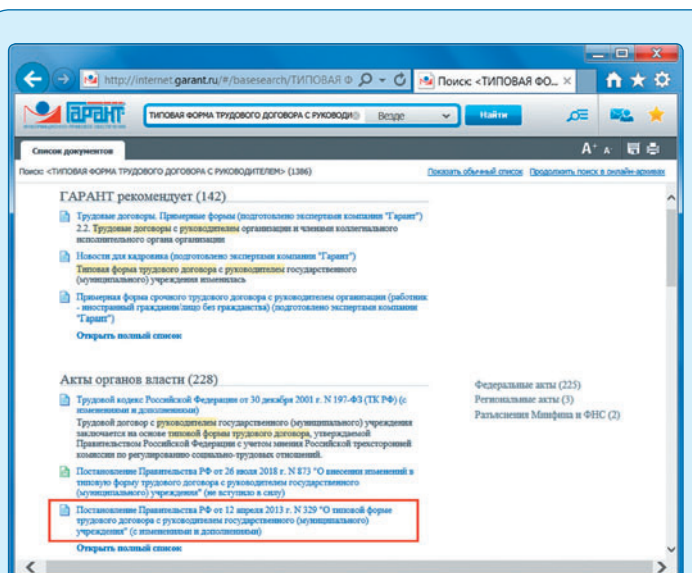 http://internet.garant.ru/#/basesearch/ТИПОВАЯ Ф
Поиск: <ТИПОВАЯ ФО...
ГАРАНТ
ТИПОВАЯ ФОРМА ТРУДОВОГО ДОГОВОРА С РУКОВОДИ
Везде
Найти
Список документов
Поиск: <ТИПОВАЯ ФОРМА ТРУДОВОГО ДОГОВОРА С РУКОВОДИТЕЛЕМ> (1386)
Показать обычный список Продолжить поиск в онлайн-архивах
ГАРАНТ рекомендует (142)
Трудовые договоры. Примерные формы (подготовлено экспертами компании "Гарант")
2.2. Трудовые договоры с руководителем организации и членами коллегиального
исполнительного органа организации
Новости для кадровика (подготовлено экспертами компании "Гарант")
Типовая форма трудового договора с руководителем государственного
(муниципального) учреждения изменилась
Примерная форма срочного трудового договора с руководителем организации (работник
- иностранный гражданин/лицо без гражданства) (подготовлено экспертами компании
"Гарант")
Открыть полный список
Акты органов власти (228)
Трудовой кодекс Российской Федерации от 30 декабря 2001 г. N 197-ФЗ (ТК РФ) (с
изменениями и дополнениями)
Трудовой договор с руководителем государственного (муниципального) учреждения
заключается на основе типовой формы трудового договора, утверждаемой
Правительством Российской Федерации с учетом мнения Российской трехсторонней
комиссии по регулированию социально-трудовых отношений.
Постановление Правительства РФ от 26 июля 2018 г. N 873 "О внесении изменений в
типовую форму трудового договора с руководителем государственного
(муниципального) учреждения" (не вступило в силу)
Постановление Правительства РФ от 12 апреля 2013 г. N 329 "О типовой форме
трудового договора с руководителем государственного (муниципального)
учреждения" (с изменениями и дополнениями)
Открыть полный список
Федеральные акты (225)
Региональные акты (3)
Разъяснения Минфина и ФНС (2)